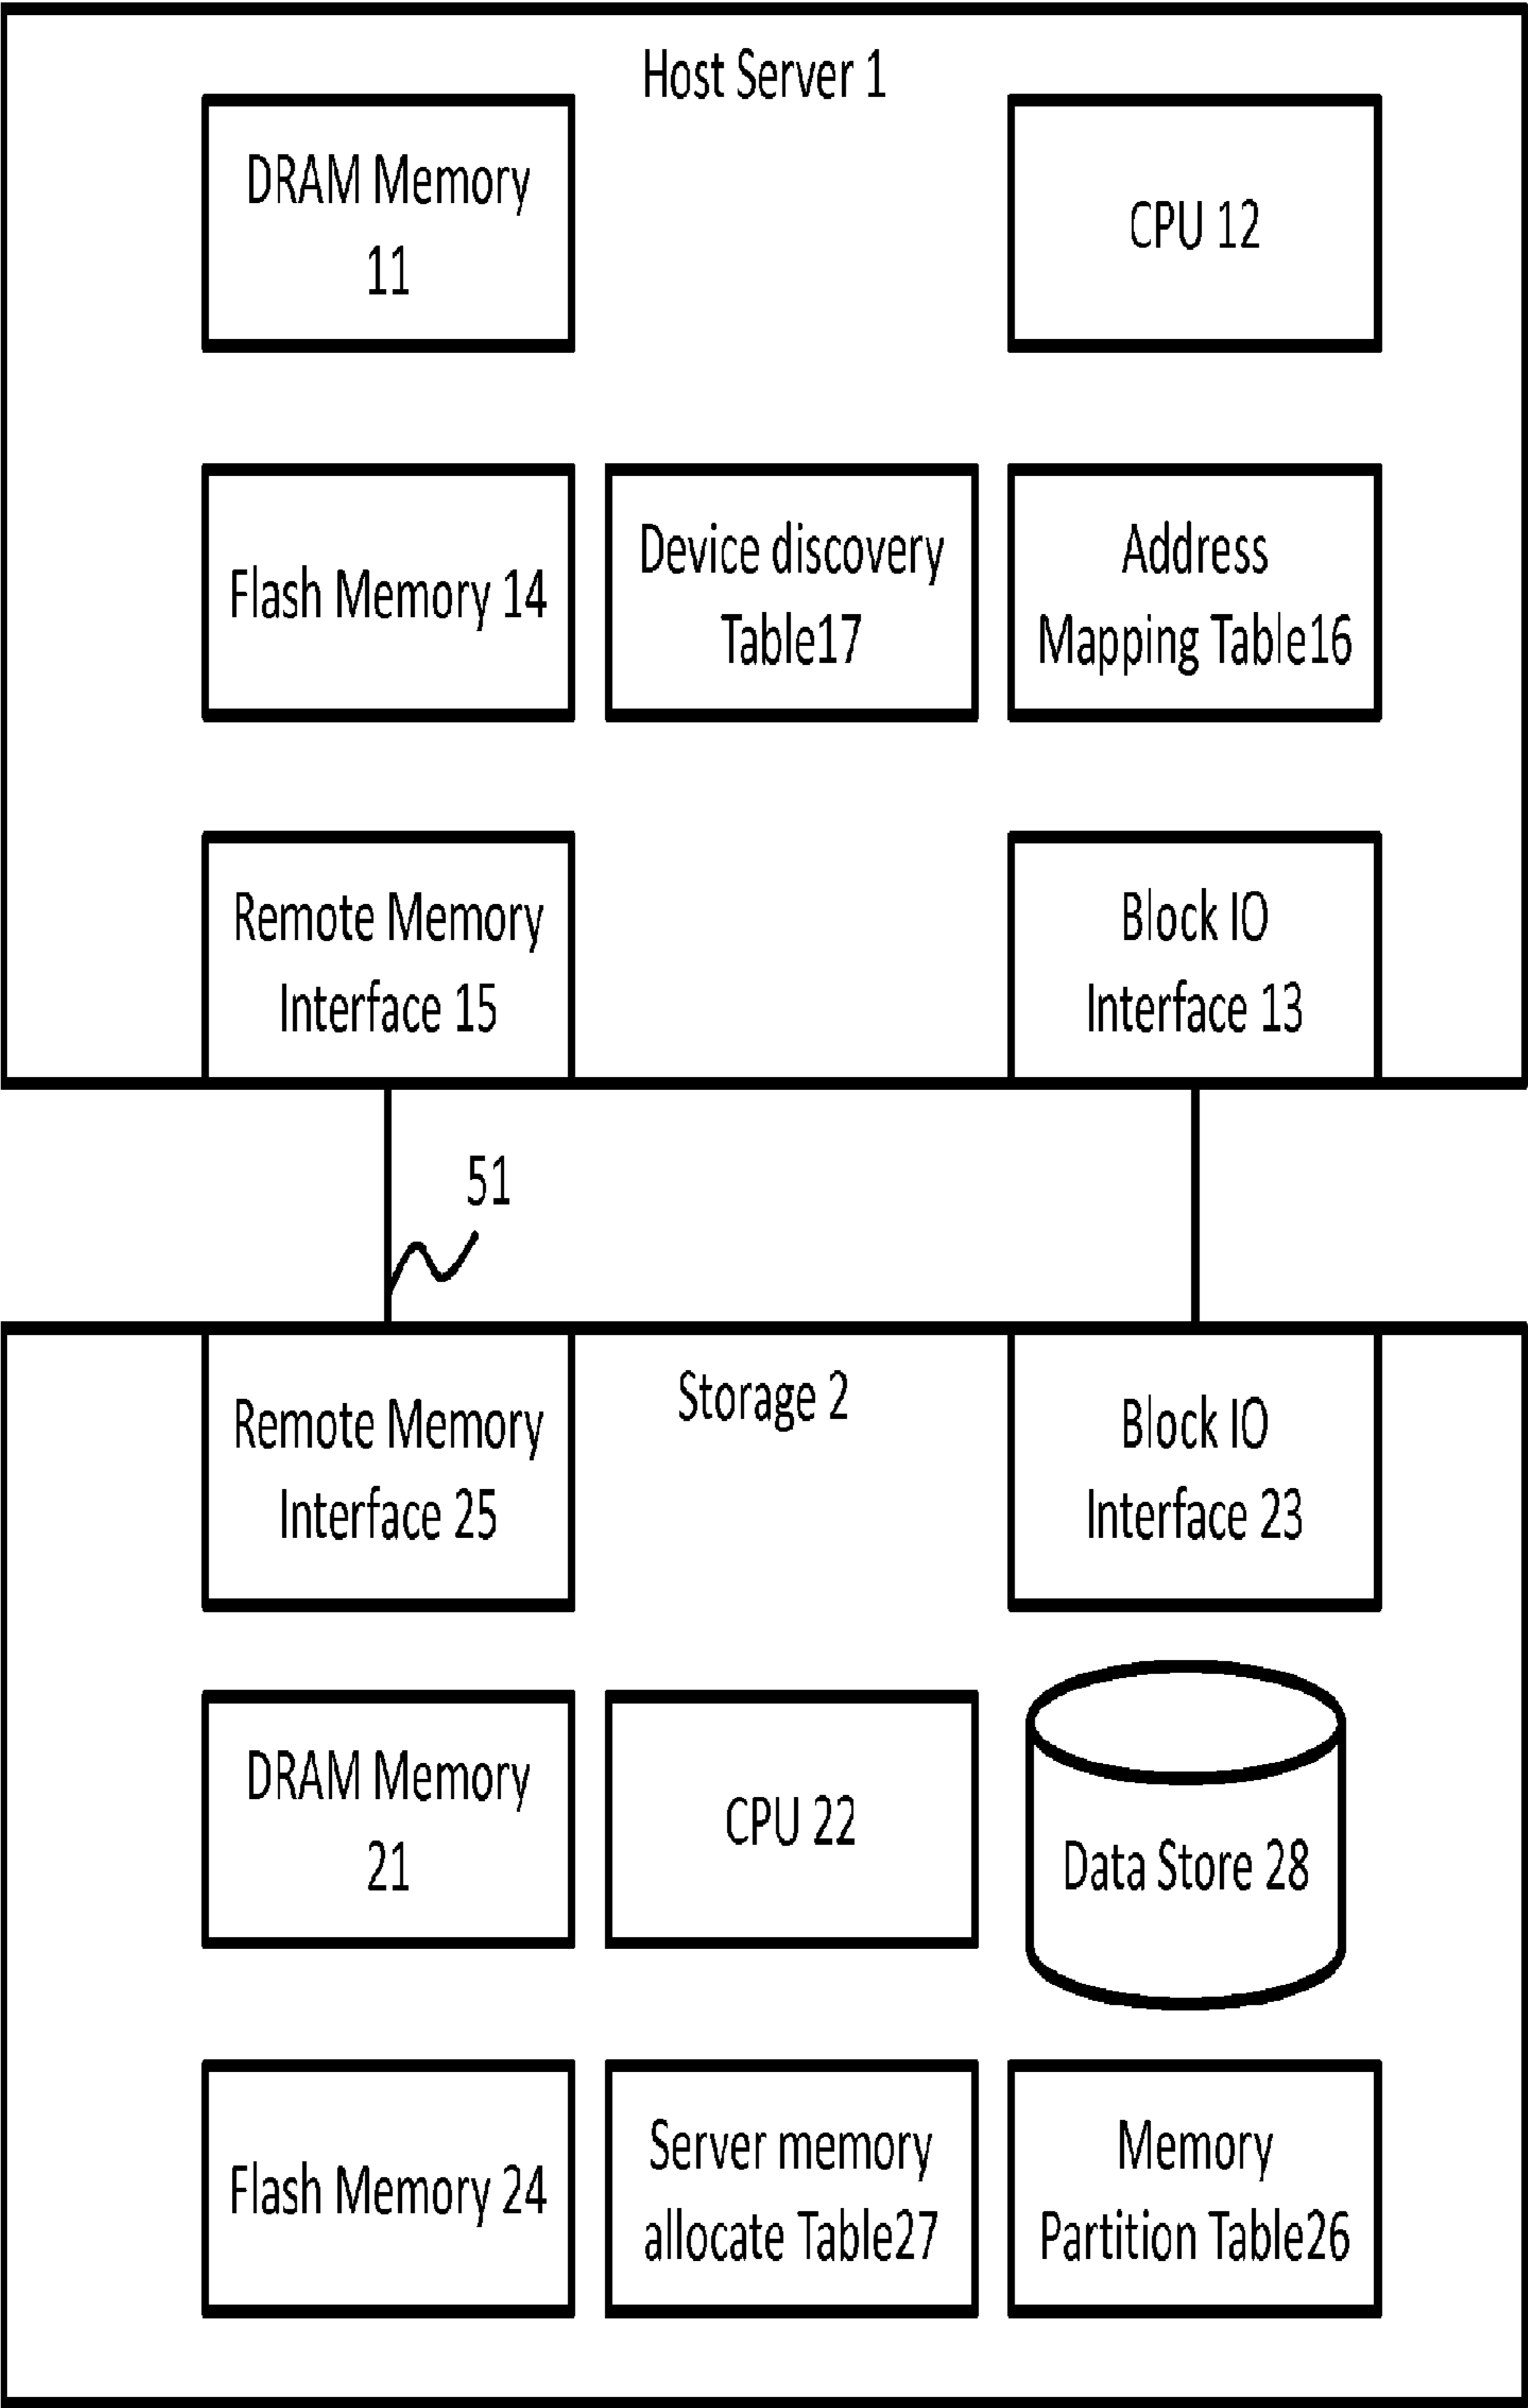 Host Server 1
DRAM Memory
11
CPU 12
Flash Memory 14
Device discovery
Table17
Address
Mapping Table16
Remote Memory
Interface 15
Block IO
Interface 13
51
Storage 2
Remote Memory
Interface 25
Block IO
Interface 23
DRAM Memory
21
CPU 22
Data Store 28
Flash Memory 24
Server memory
allocate Table27
Memory
Partition Table26